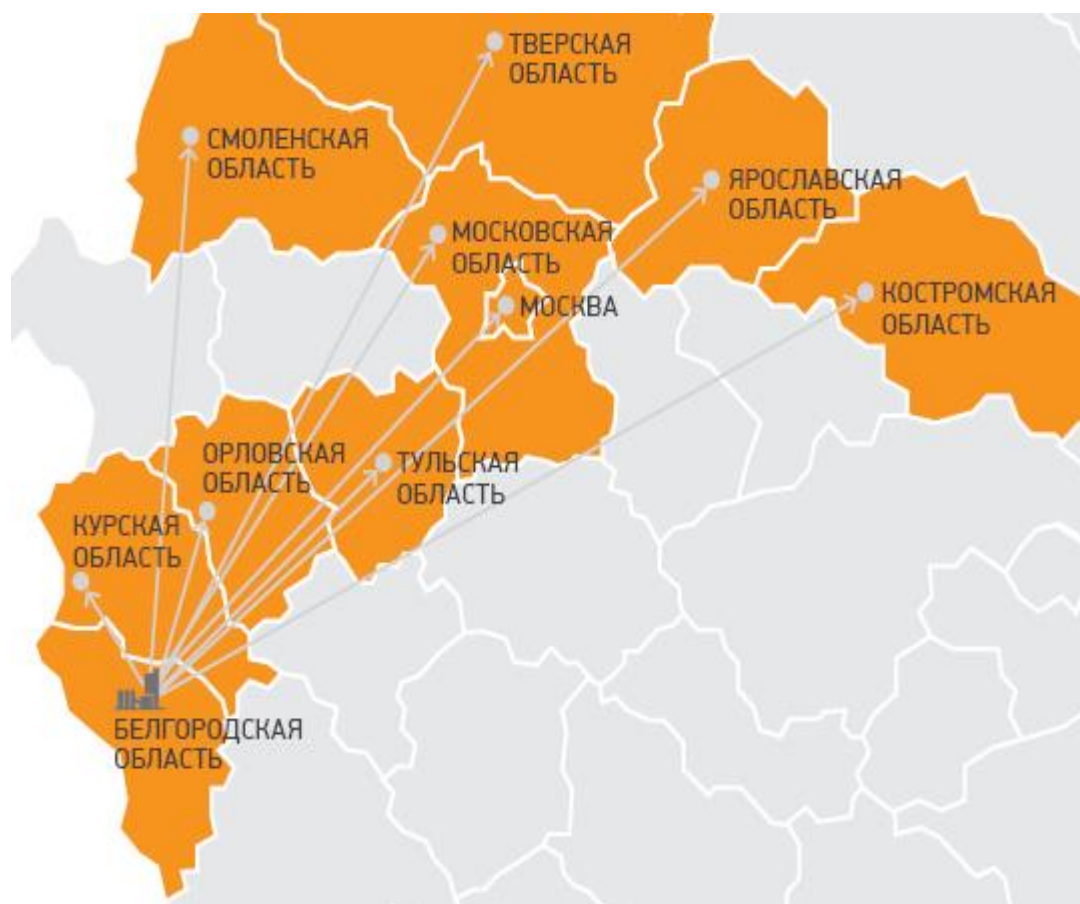 ТВЕРСКАЯ
ОБЛАСТЬ
СМОЛЕНСКАЯ
ОБЛАСТЬ
ЯРОСЛАВСКАЯ
ОБЛАСТЬ
МОСКОВСКАЯ
ОБЛАСТЬ
МОСКВА
КОСТРОМСКАЯ
ОБЛАСТЬ
ОРЛОВСКАЯ
ОБЛАСТЬ
ТУЛЬСКАЯ
ОБЛАСТЬ
КУРСКАЯ
ОБЛАСТЬ
БЕЛГОРОДСКАЯ
ОБЛАСТЬ